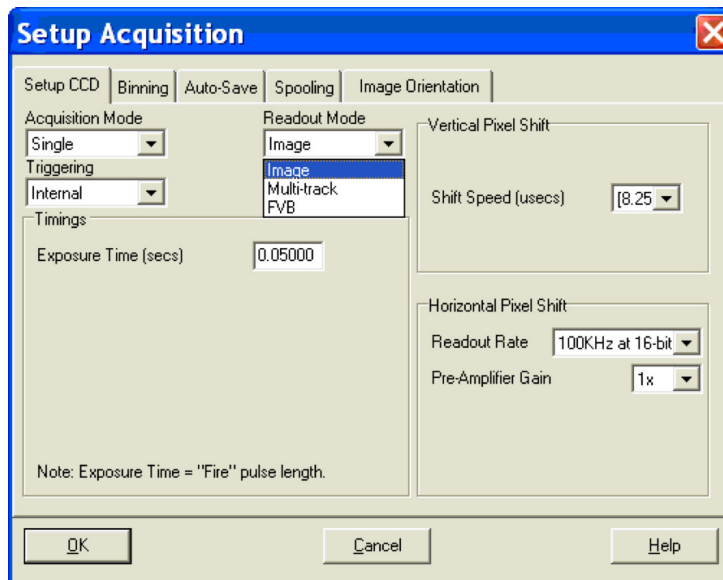 Setup Acquisition
Setup CCD
Binning
Auto-Save
Spooling
Image Orientation
Acquisition Mode
Single
Triggering
Internal
Readout Mode
Image
Image
Multi-track
FVB
Timings
Exposure Time (secs)
0.05000
Note: Exposure Time = "Fire" pulse length.
Vertical Pixel Shift
Shift Speed (usecs)
[8.25
Horizontal Pixel Shift
Readout Rate
100KHz at 16-bit
Pre-Amplifier Gain
1x
OK
Cancel
Help